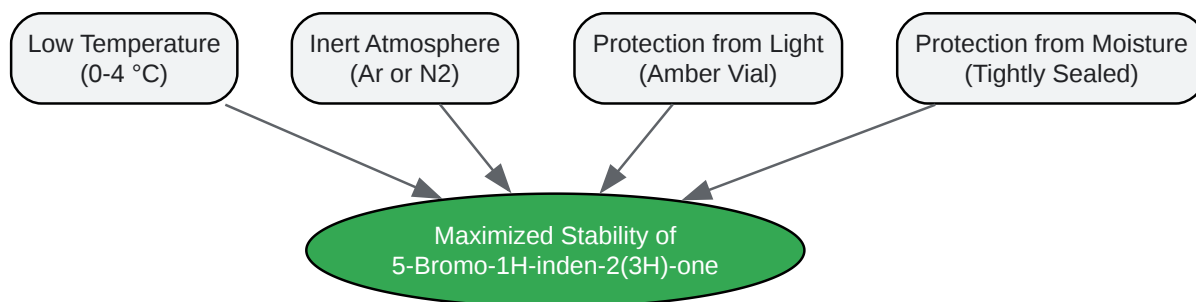 Low Temperature
(0-4 °C)
Inert Atmosphere
(Ar or N2)
Protection from Light
(Amber Vial)
Protection from Moisture
(Tightly Sealed)
Maximized Stability of
5-Bromo-1H-inden-2(3H)-one